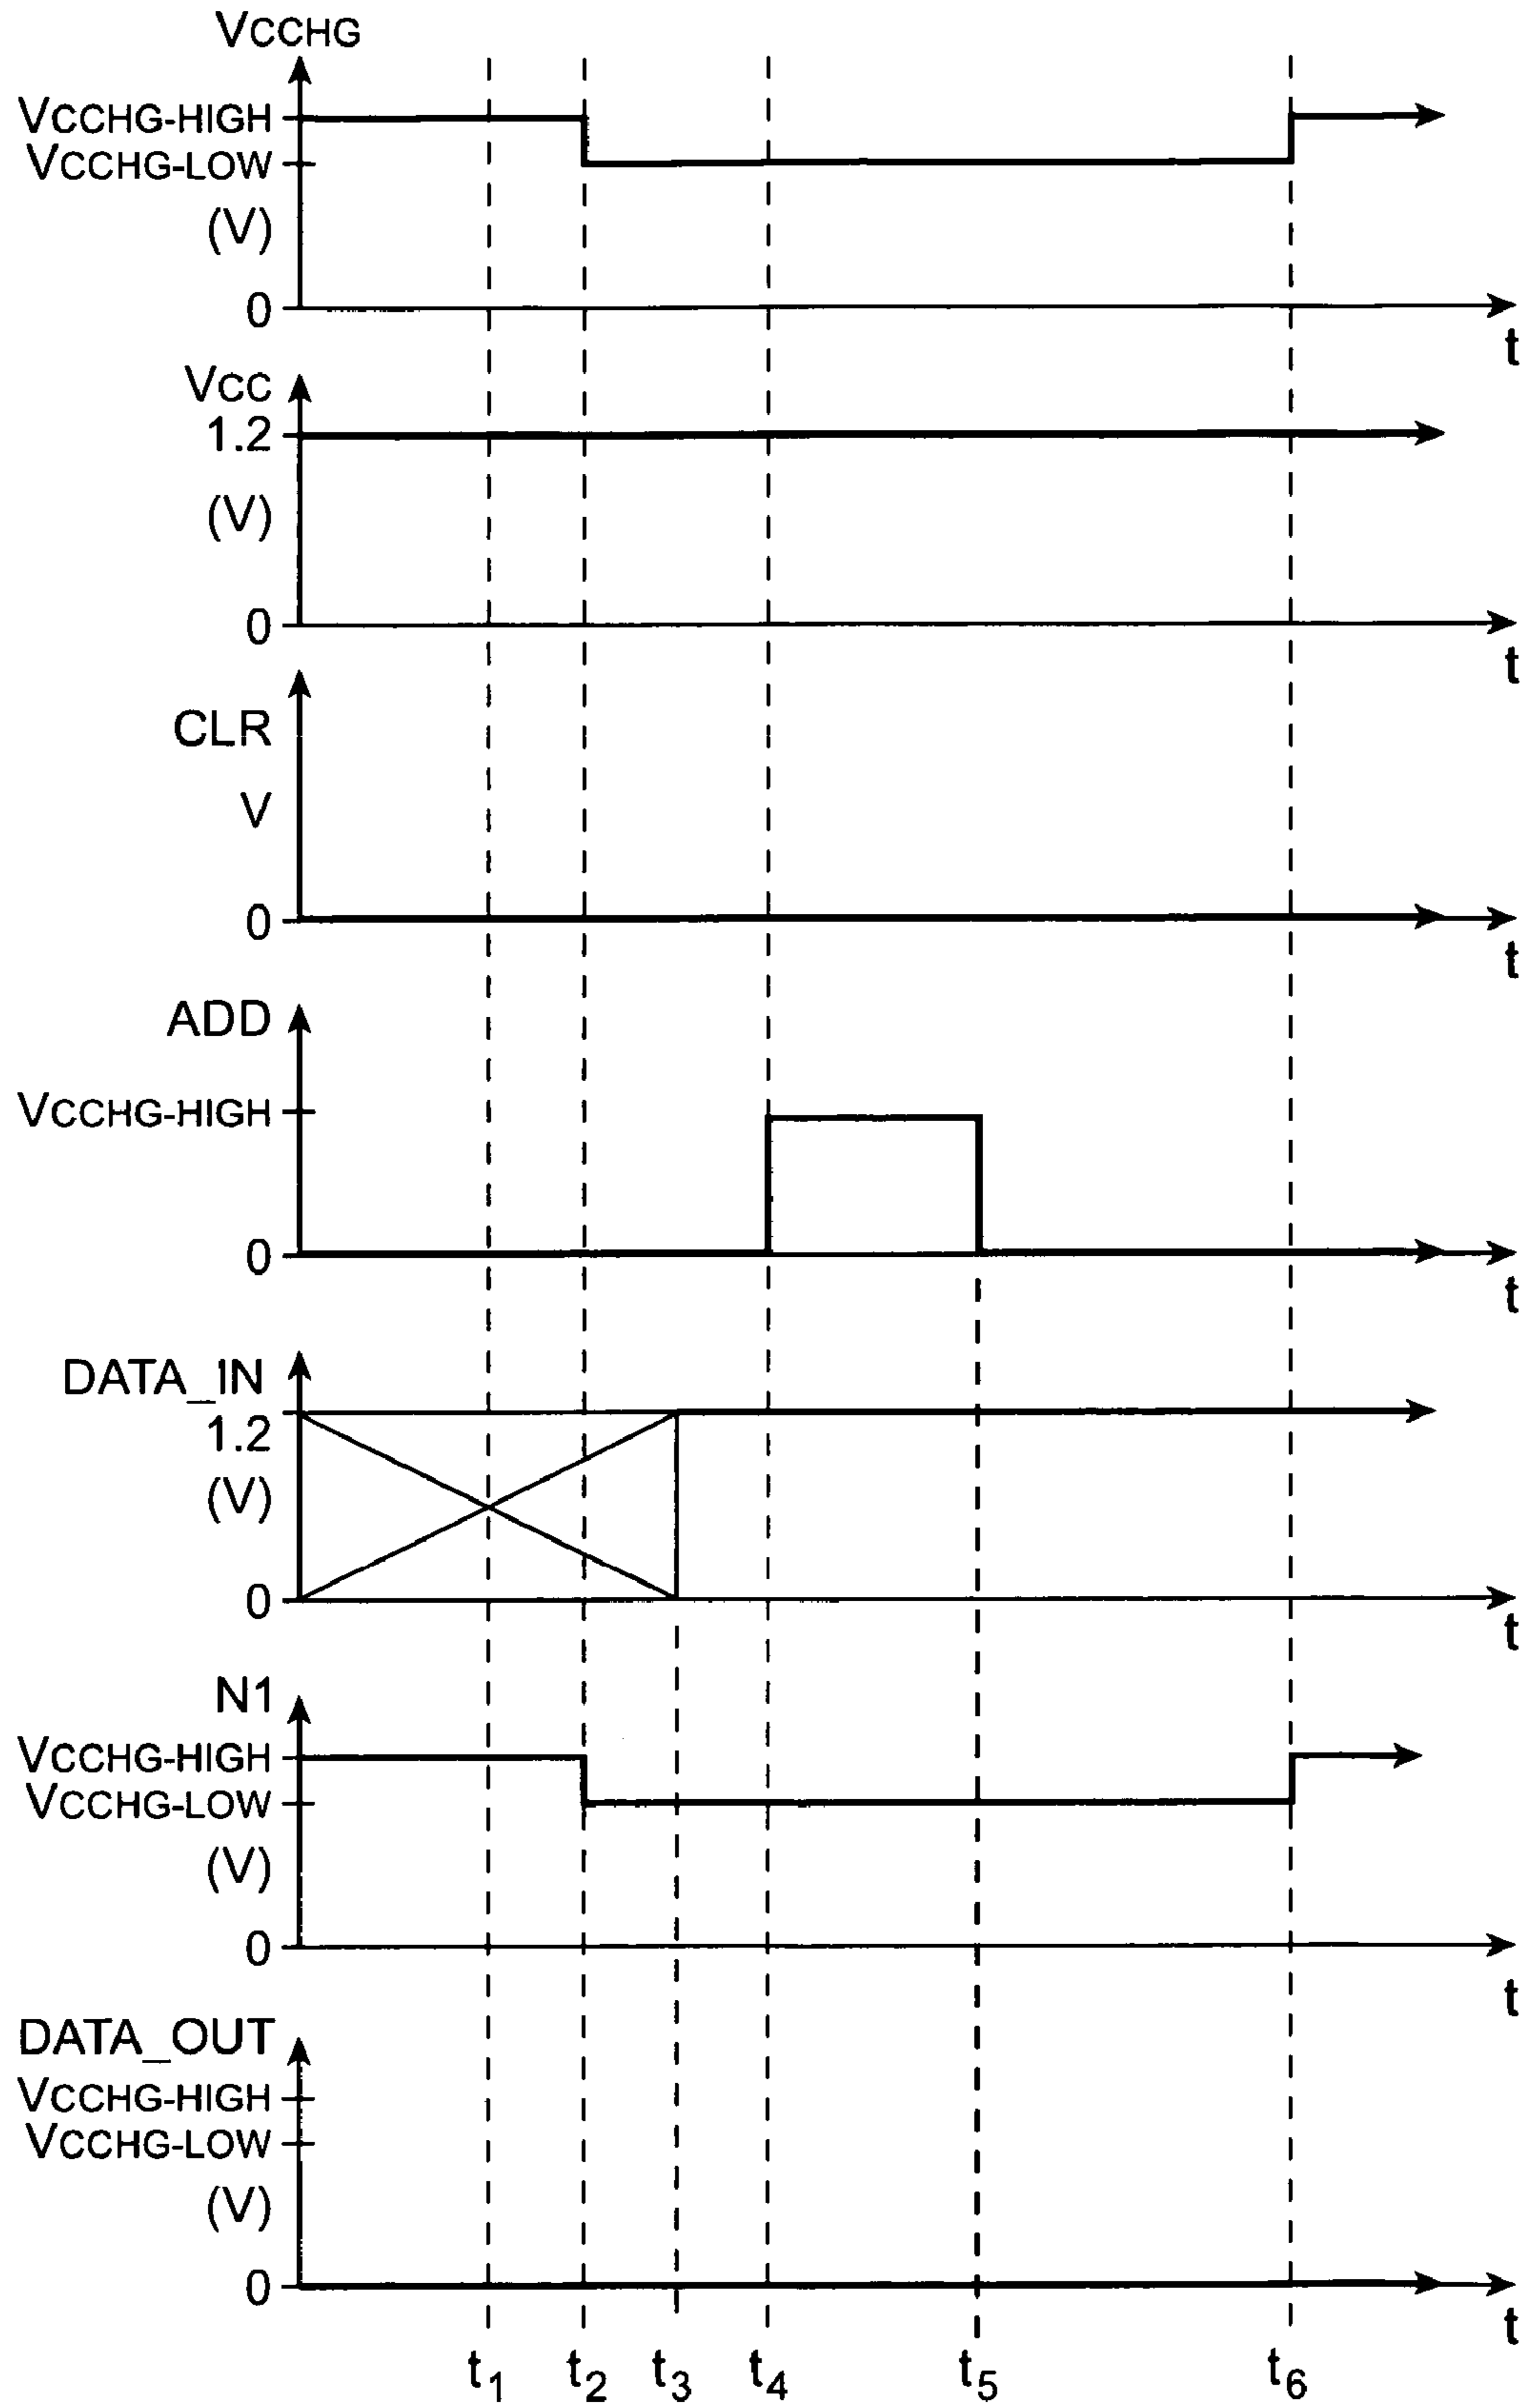 VCCHG
VCCHG-HIGH
VCCHG-LOW
(V)
0
t
VCC
1.2
(V)
0
t
CLR
V
0
t
ADD
VCCHG-HIGH
0
t
DATA_IN
1.2
(V)
0
t
N1
VCCHG-HIGH
VCCHG-LOW
(V)
0
t
DATA_OUT
VCCHG-HIGH
VCCHG-LOW
(V)
0
t
t1 t2 t3 t4 t5 t6